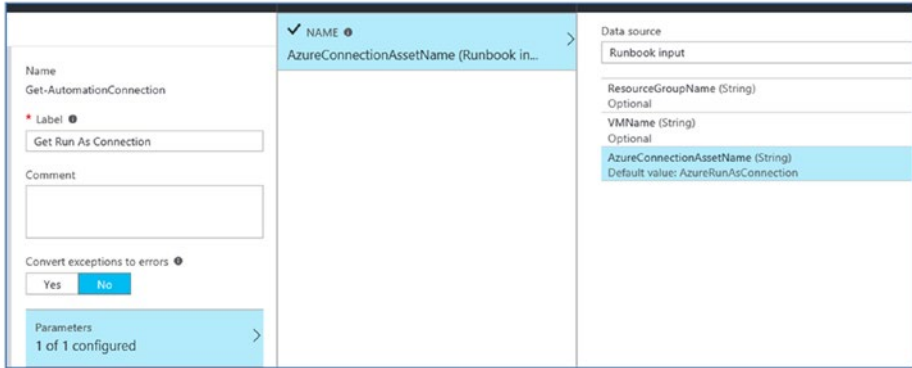 Name
Get-AutomationConnection
* Label
Get Run As Connection
Comment
Convert exceptions to errors
Yes No
Parameters
1 of 1 configured
NAME
AzureConnectionAssetName (Runbook in...
Data source
Runbook input
ResourceGroupName (String)
Optional
VMName (String)
Optional
AzureConnectionAssetName (String)
Default value: AzureRunAsConnection